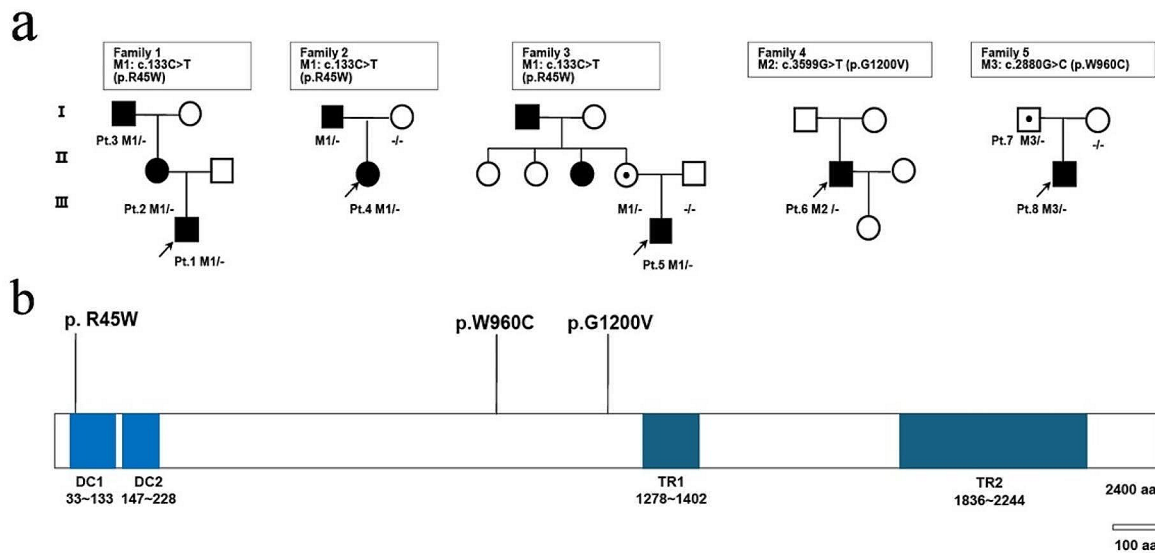 a
Family 1
M1: c.133C>T
(p.R45W)
Family 2
M1: c.133C>T
(p.R45W)
Family 3
M1: c.133C>T
(p.R45W)
Family 4
M2: c.3599G>T (p.G1200V)
Family 5
M3: c.2880G>C (p.W960C)
I
II
III
Pt.3 M1/-
Pt.2 M1/-
Pt.1 M1/-
M1/-
-/-
Pt.4 M1/-
M1/-
-/-
Pt.5 M1/-
Pt.6 M2 /-
Pt.7 M3/-
-/-
Pt.8 M3/-
b
p. R45W
p.W960C
p.G1200V
DC1
33~133
DC2
147~228
TR1
1278~1402
TR2
1836~2244
2400 aa
100 aa